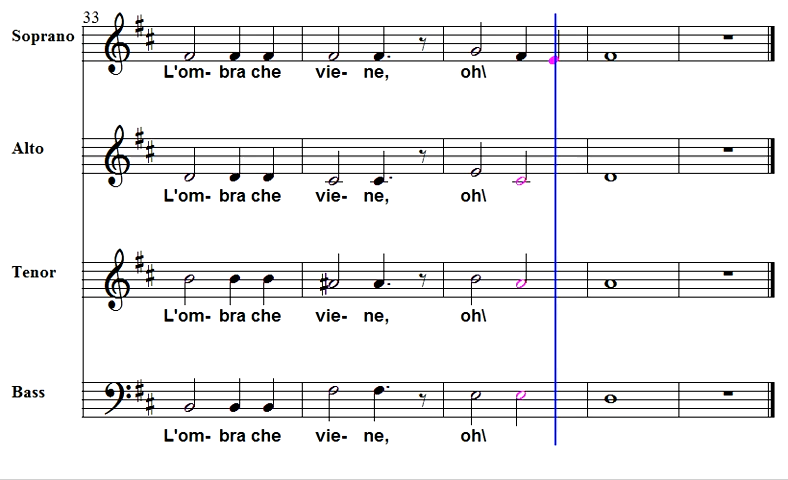 33
Soprano
L'om- bra che vie- ne, oh\
Alto
L'om- bra che vie- ne, oh\
Tenor
L'om- bra che vie- ne, oh\
Bass
L'om- bra che vie- ne, oh\